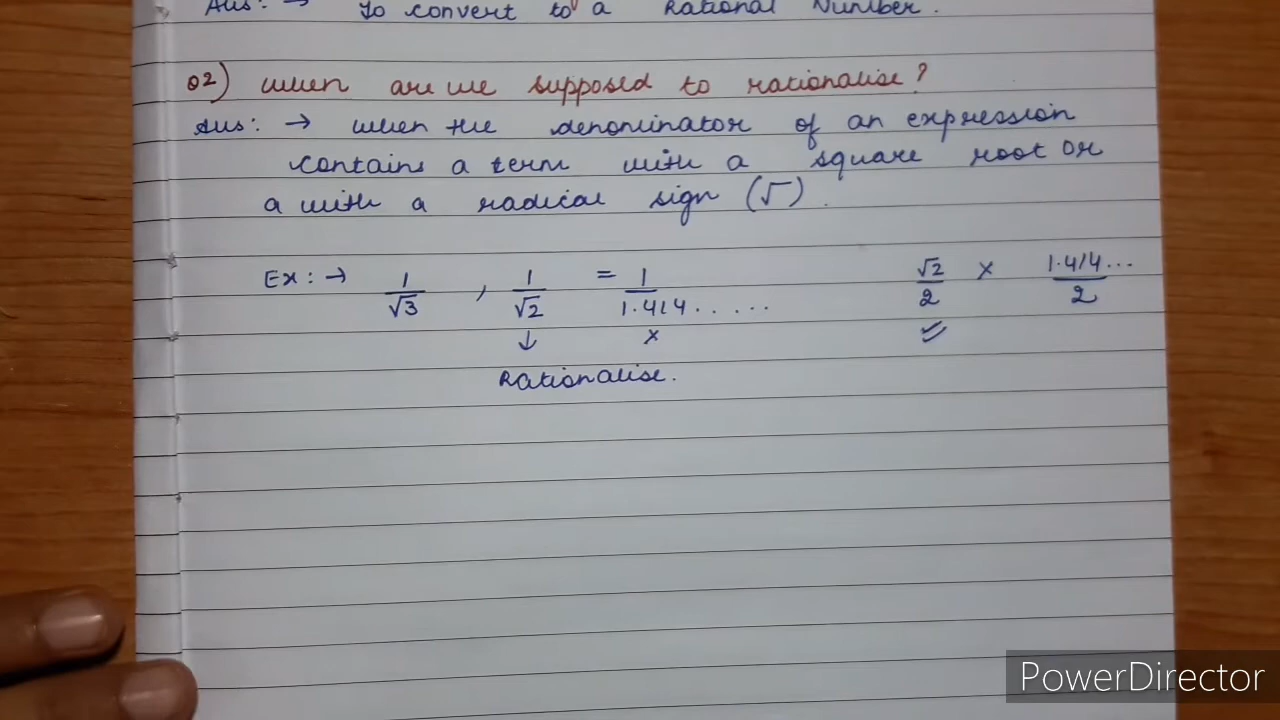 Ans: → To convert to a Rational Number.
Q2) When are we supposed to rationalise?
Ans: → When the denominator of an expression
contains a term with a square root or
a with a radical sign (√).
Ex: → 1/√3 , 1/√2 = 1/1.414..... √2/2 × 1.414.../2
↓ ×
Rationalise.
PowerDirector